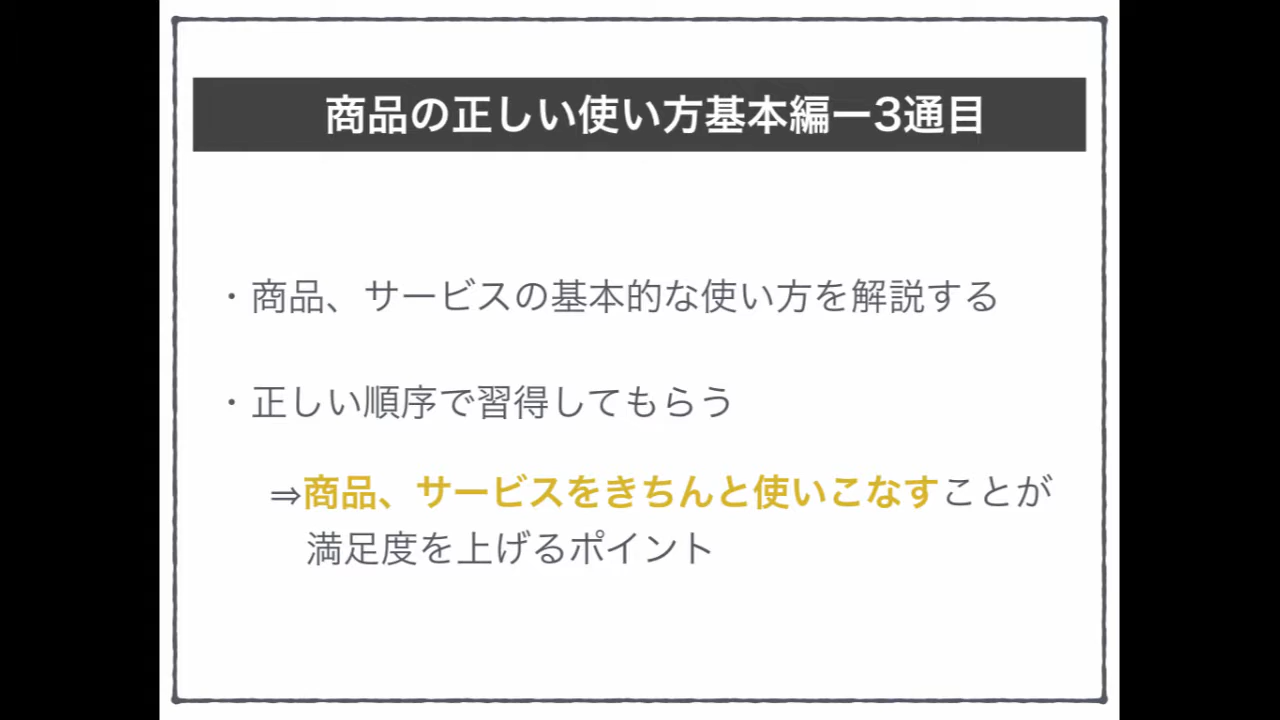 商品の正しい使い方基本編ー3通目
・商品、サービスの基本的な使い方を解説する
・正しい順序で習得してもらう
⇒商品、サービスをきちんと使いこなすことが
満足度を上げるポイント